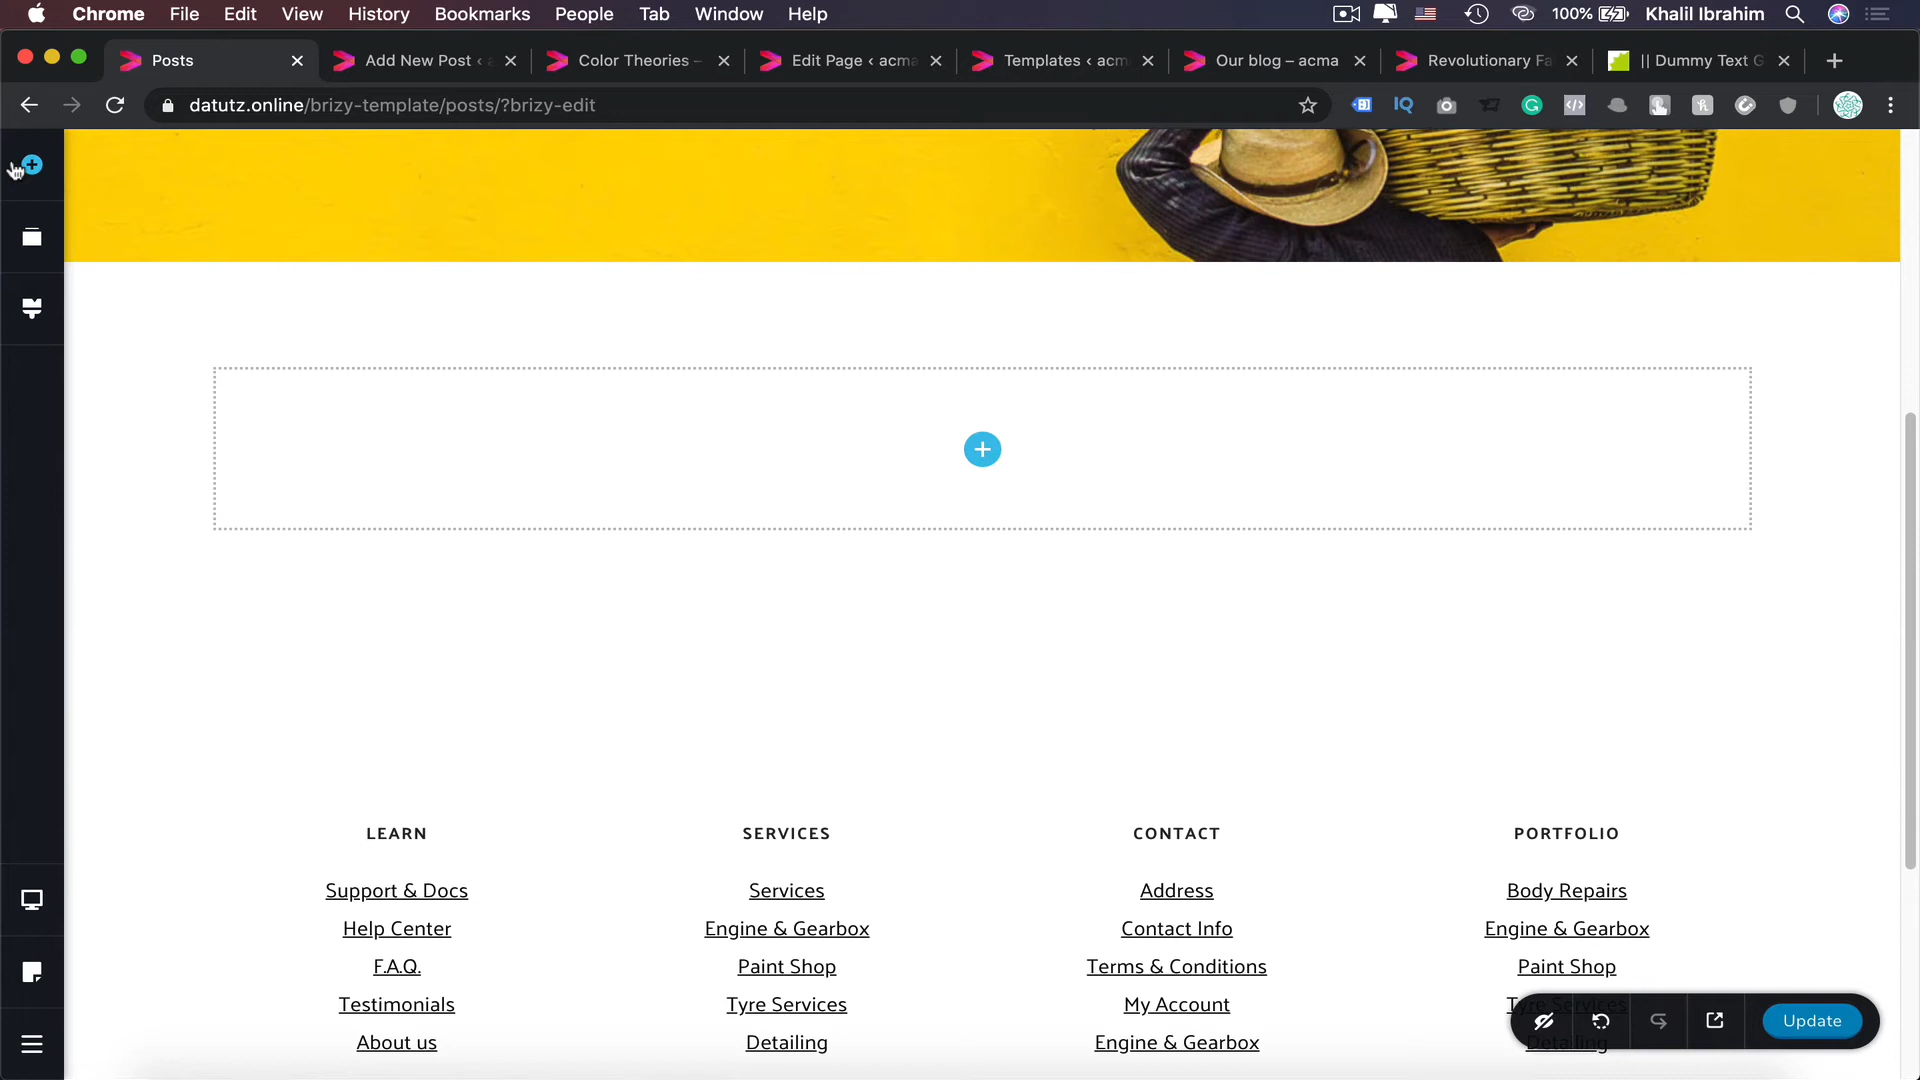 Chrome File Edit View History Bookmarks People Tab Window Help 100% Khalil Ibrahim
Posts Add New Post ‹ a Color Theories – Edit Page ‹ acma Templates ‹ acm Our blog – acma Revolutionary Fa || Dummy Text G
datutz.online/brizy-template/posts/?brizy-edit
LEARN SERVICES CONTACT PORTFOLIO
Support & Docs Services Address Body Repairs
Help Center Engine & Gearbox Contact Info Engine & Gearbox
F.A.Q. Paint Shop Terms & Conditions Paint Shop
Testimonials Tyre Services My Account Tyre Services
Update
About us Detailing Engine & Gearbox Detailing